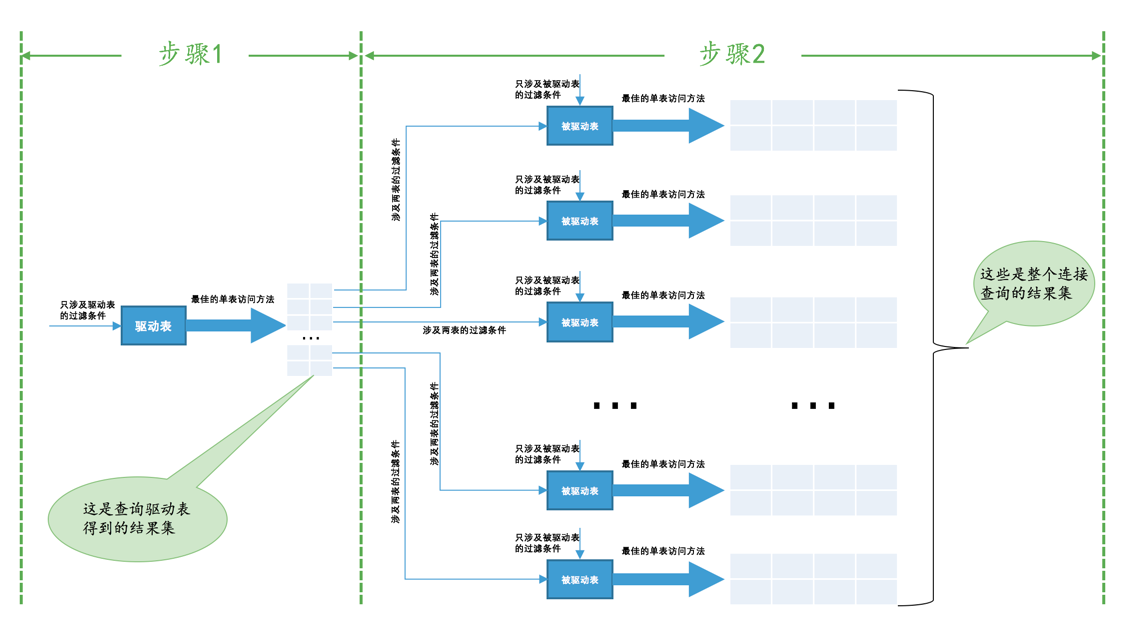 步骤1
步骤2
只涉及驱动表
的过滤条件
驱动表
最佳的单表访问方法
...
这是查询驱动表
得到的结果集
涉及两表的过滤条件
只涉及被驱动表
的过滤条件
被驱动表
最佳的单表访问方法
涉及两表的过滤条件
只涉及被驱动表
的过滤条件
被驱动表
最佳的单表访问方法
涉及两表的过滤条件
只涉及被驱动表
的过滤条件
被驱动表
最佳的单表访问方法
...
...
涉及两表的过滤条件
只涉及被驱动表
的过滤条件
被驱动表
最佳的单表访问方法
涉及两表的过滤条件
只涉及被驱动表
的过滤条件
被驱动表
最佳的单表访问方法
这些是整个连接
查询的结果集